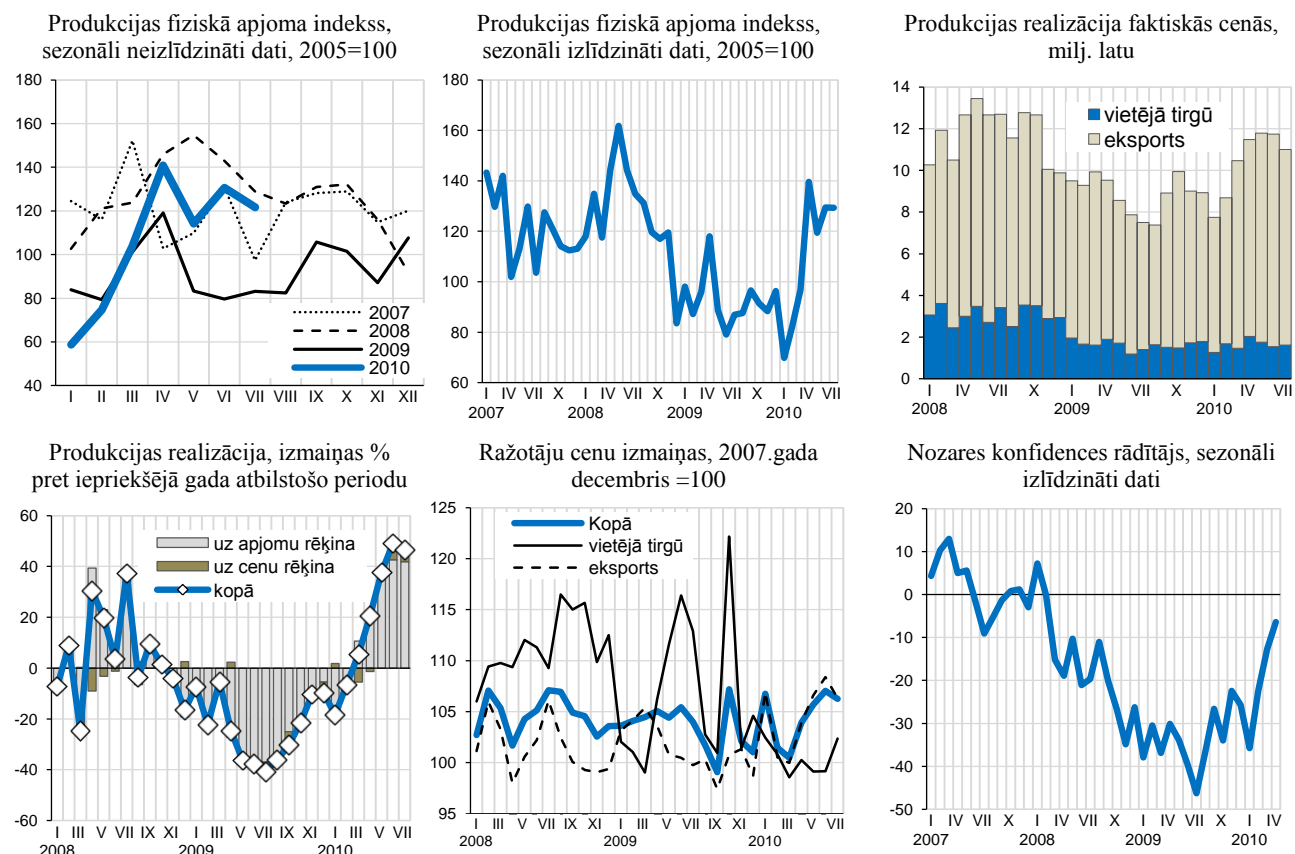 Produkcijas fiziskā apjoma indekss,
sezonāli neizlīdzināti dati, 2005=100
180
160
140
120
100
80
60
40
I II III IV V VI VII VIII IX X XI XII
2007
2008
2009
2010
Produkcijas fiziskā apjoma indekss,
sezonāli izlīdzināti dati, 2005=100
180
160
140
120
100
80
60
I IV VII X I IV VII X I IV VII X I IV VII
2007 2008 2009 2010
Produkcijas realizācija faktiskās cenās,
milj. latu
14
12
10
8
6
4
2
0
vietējā tirgū
eksports
I IV VII X I IV VII X I IV VII
2008 2009 2010
Produkcijas realizācija, izmaiņas %
pret iepriekšējā gada atbilstošo periodu
60
40
20
0
-20
-40
-60
uz apjomu rēķina
uz cenu rēķina
kopā
I III V VII IX XI I III V VII IX XI I III V VII
2008 2009 2010
Ražotāju cenu izmaiņas, 2007.gada
decembris =100
125
120
115
110
105
100
95
Kopā
vietējā tirgū
eksports
I III V VII IX XI I III V VII IX XI I III V VII
2008 2009 2010
Nozares konfidences rādītājs, sezonāli
izlīdzināti dati
20
10
0
-10
-20
-30
-40
-50
I IV VII X I IV VII X I IV VII X I IV
2007 2008 2009 2010